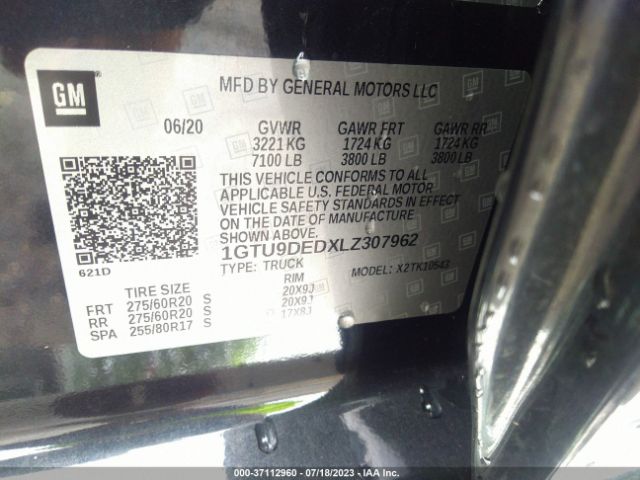 GM
MFD BY GENERAL MOTORS LLC
06/20 GVWR GAWR FRT GAWR RR
3221 KG 1724 KG 1724 KG
7100 LB 3800 LB 3800 LB
THIS VEHICLE CONFORMS TO ALL
APPLICABLE U.S. FEDERAL MOTOR
VEHICLE SAFETY STANDARDS IN EFFECT
ON THE DATE OF MANUFACTURE
SHOWN ABOVE.
621D
1GTU9DEDXLZ307962
TYPE: TRUCK MODEL: X2TK10543
TIRE SIZE RIM
FRT 275/60R20 S 20X9J
RR 275/60R20 S 20X9J
SPA 255/80R17 S 17X8J
000-37112960 - 07/18/2023 - IAA Inc.